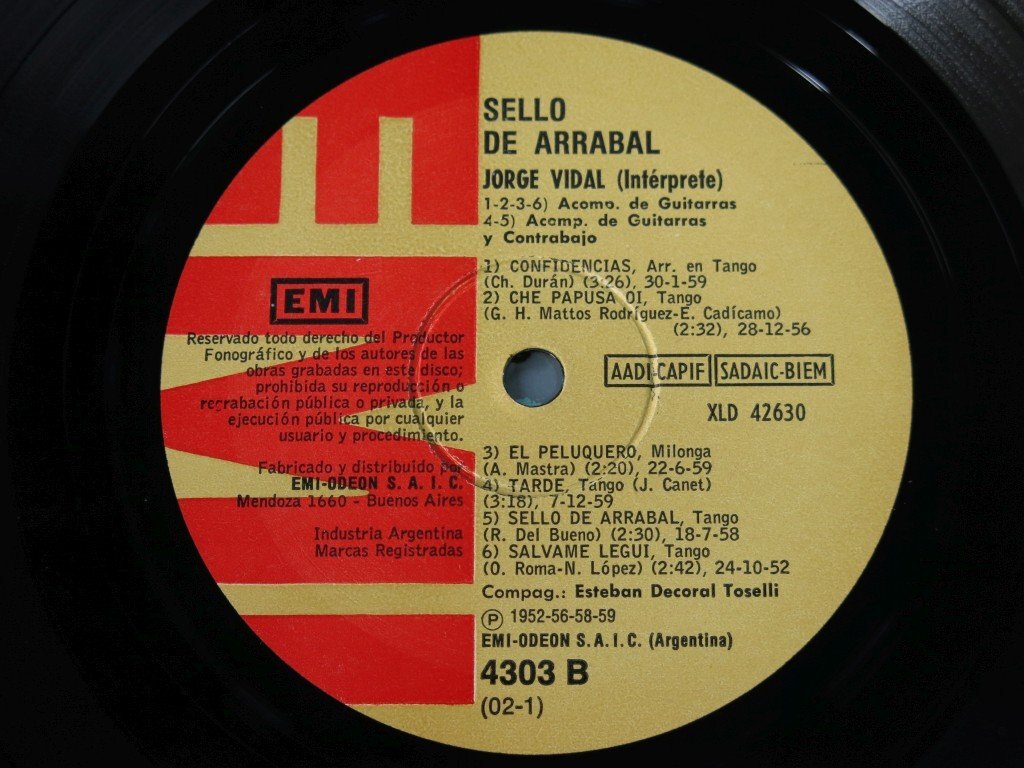 SELLO
DE ARRABAL
JORGE VIDAL (Intérprete)
1-2-3-6) Acomo. de Guitarras
4-5) Acomp. de Guitarras
y Contrabajo
1) CONFIDENCIAS, Arr. en Tango
(Ch. Durán) (3:26), 30-1-59
2) CHE PAPUSA OI, Tango
(G. H. Mattos Rodríguez-E. Cadícamo)
(2:32), 28-12-56
EMI
Reservado todo derecho del Productor
Fonográfico y de los autores de las
obras grabadas en este disco;
prohibida su reproducción o
regrabación pública o privada, y la
ejecución pública por cualquier
usuario y procedimiento.
Fabricado y distribuido por
EMI-ODEON S. A. I. C.
Mendoza 1660 - Buenos Aires
Industria Argentina
Marcas Registradas
AADI-CAPIF SADAIC-BIEM
XLD 42630
3) EL PELUQUERO, Milonga
(A. Mastra) (2:20), 22-6-59
4) TARDE, Tango (J. Canet)
(3:18), 7-12-59
5) SELLO DE ARRABAL, Tango
(R. Del Bueno) (2:30), 18-7-58
6) SALVAME LEGUI, Tango
(O. Roma-N. López) (2:42), 24-10-52
Compag.: Esteban Decoral Toselli
Ⓟ 1952-56-58-59
EMI-ODEON S. A. I. C. (Argentina)
4303 B
(02-1)
EMI